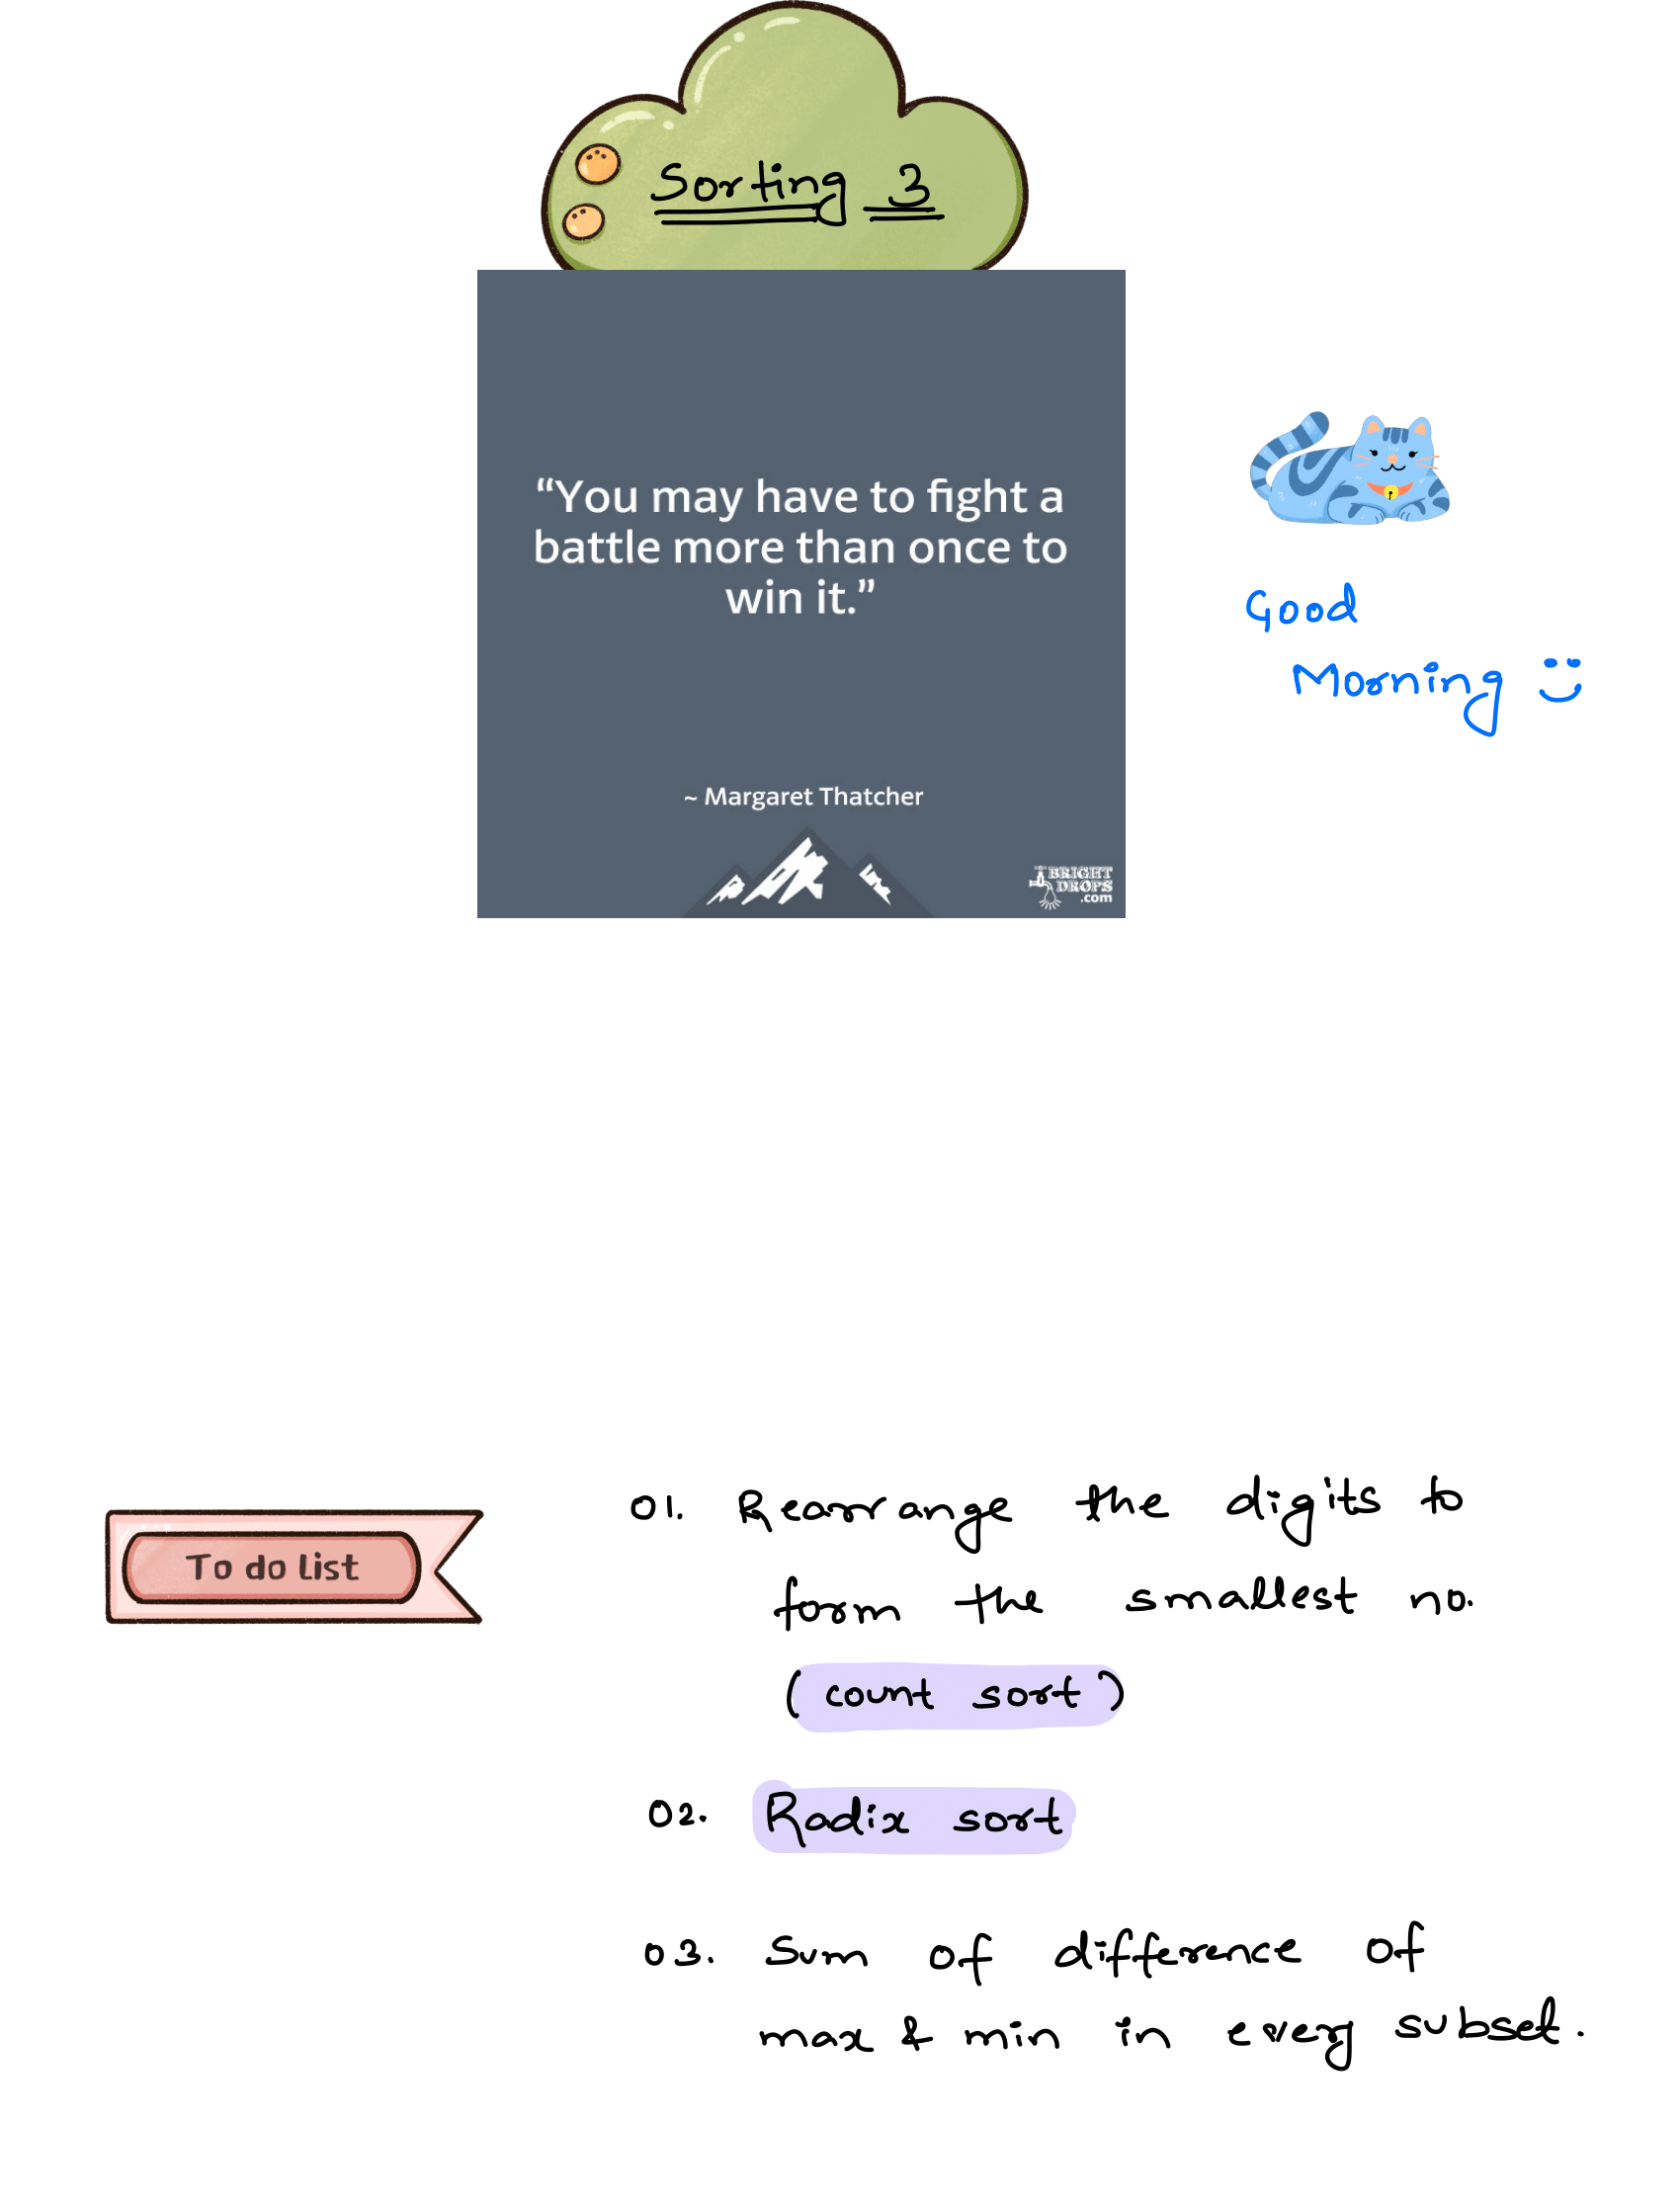 Sorting 3
“You may have to fight a
battle more than once to
win it.”
~ Margaret Thatcher
BRIGHT
DROPS
.com
Good
Morning
To do list
01. Rearrange the digits to
form the smallest no.
(count sort)
02. Radix sort
03. Sum of difference of
max & min in every subset.